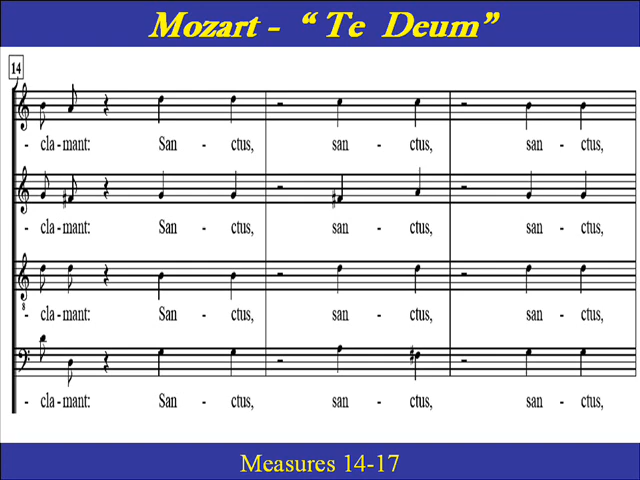 Mozart - “ Te Deum”
14
- cla-mant: San - ctus, san - ctus, san - ctus,
- cla-mant: San - ctus, san - ctus, san - ctus,
- cla-mant: San - ctus, san - ctus, san - ctus,
8
- cla-mant: San - ctus, san - ctus, san - ctus,
Measures 14-17